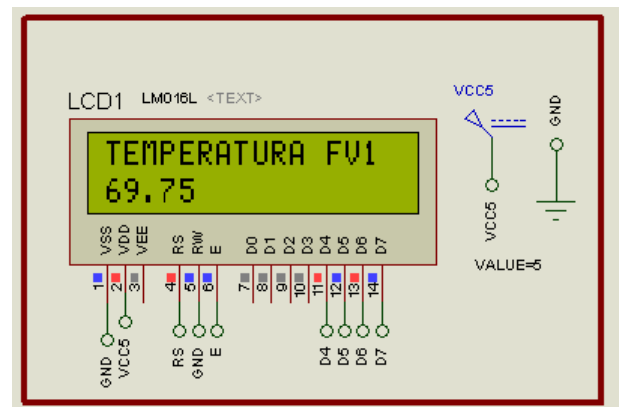 LCD1 LM016L <TEXT>
TEMPERATURA FV1
69.75
VSS VDD VEE RS RW E D0 D1 D2 D3 D4 D5 D6 D7
1 2 3 4 5 6 7 8 9 10 11 12 13 14
GND VCC5 RS GND E D4 D5 D6 D7
VCC5
GND
VCC5
VALUE=5